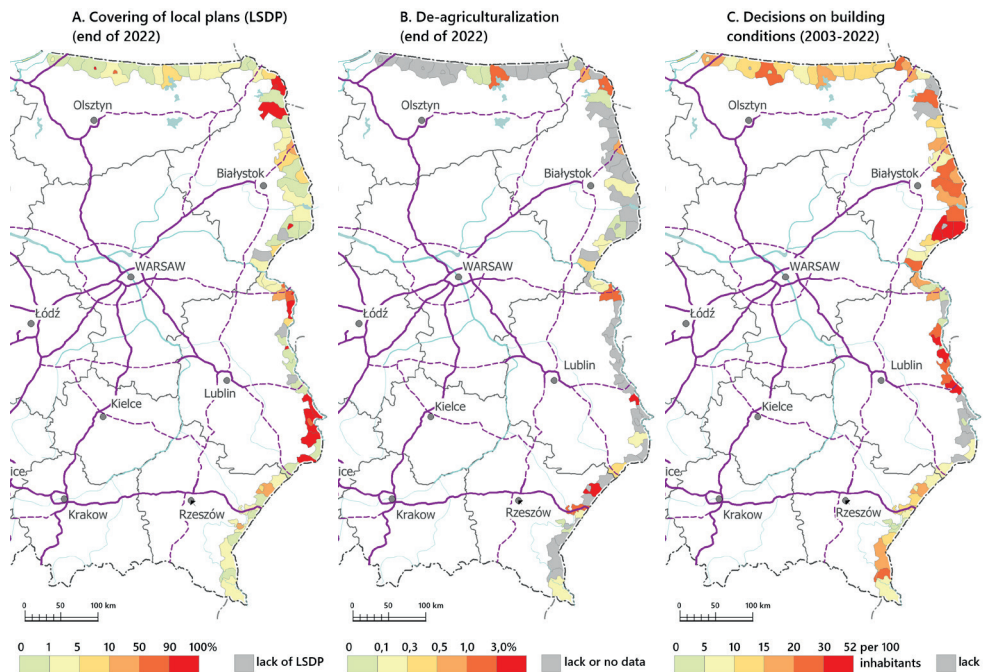 A. Covering of local plans (LSDP)
(end of 2022)
Olsztyn
Białystok
WARSAW
Łódź
Lublin
Kielce
ice
Krakow
Rzeszów
0 50 100 km
0 1 5 10 50 90 100%
lack of LSDP
B. De-agriculturalization
(end of 2022)
Olsztyn
Białystok
WARSAW
Łódź
Lublin
Kielce
ice
Krakow
Rzeszów
0 50 100 km
0 0,1 0,3 0,5 1,0 3,0%
lack or no data
C. Decisions on building
conditions (2003-2022)
Olsztyn
Białystok
WARSAW
Łódź
Lublin
Kielce
ice
Krakow
Rzeszów
0 50 100 km
0 5 10 15 20 30 52 per 100
inhabitants
lack